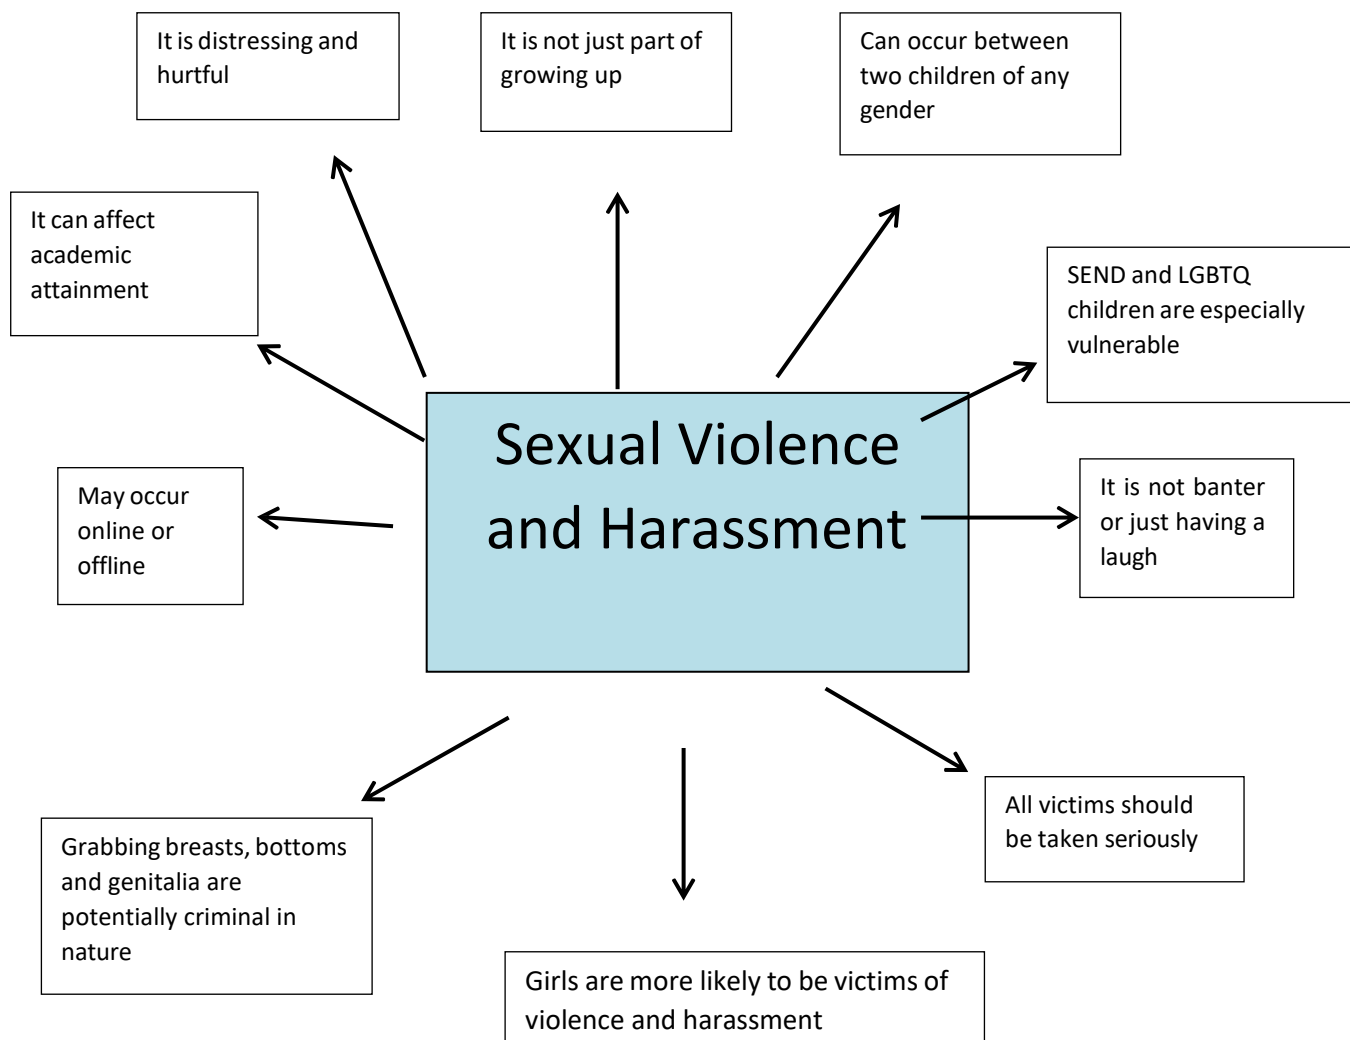 It is distressing and
hurtful
It is not just part of
growing up
Can occur between
two children of any
gender
It can affect
academic
attainment
SEND and LGBTQ
children are especially
vulnerable
Sexual Violence
and Harassment
May occur
online or
offline
It is not banter
or just having a
laugh
All victims should
be taken seriously
Grabbing breasts, bottoms
and genitalia are
potentially criminal in
nature
Girls are more likely to be victims of
violence and harassment